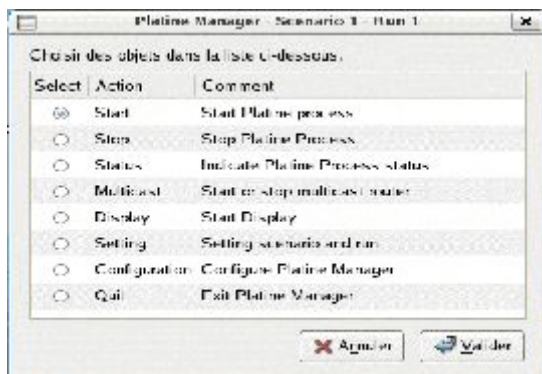 Platine Manager - Scenario 1 - Run 1
Choisir des objets dans la liste ci-dessous.
Select Action Comment
Start Start Platine process
Stop Stop Platine Process
Status Indicate Platine Process status
Multicast Start or stop multicast router
Display Start Display
Setting Setting scenario and run
Configuration Configure Platine Manager
Quit Exit Platine Manager
Annuler Valider